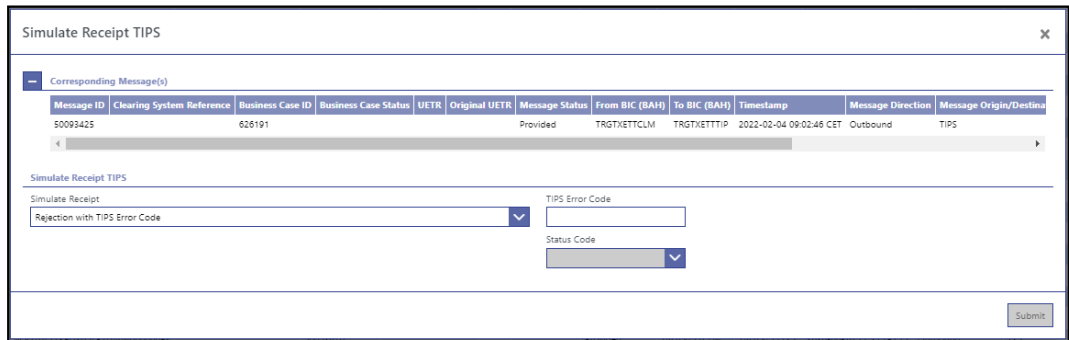 Simulate Receipt TIPS
Corresponding Message(s)
Message ID Clearing System Reference Business Case ID Business Case Status UETR Original UETR Message Status From BIC (BAH) To BIC (BAH) Timestamp Message Direction Message Origin/Destina
50093425 626191 Provided TRGTXETTCLM TRGTXETTTIP 2022-02-04 09:02:46 CET Outbound TIPS
Simulate Receipt TIPS
Simulate Receipt TIPS Error Code
Rejection with TIPS Error Code
Status Code
Submit